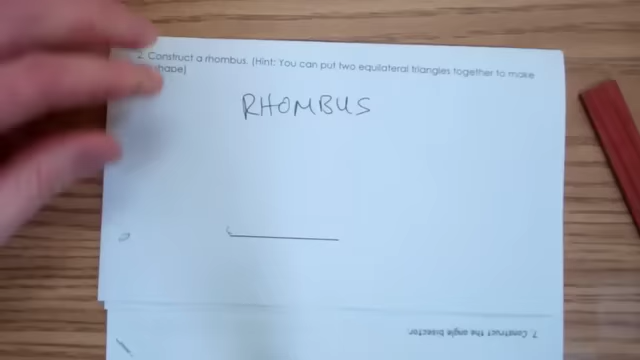 2. Construct a rhombus. (Hint: You can put two equilateral triangles together to make
shape)
RHOMBUS
7. Construct the angle bisector.